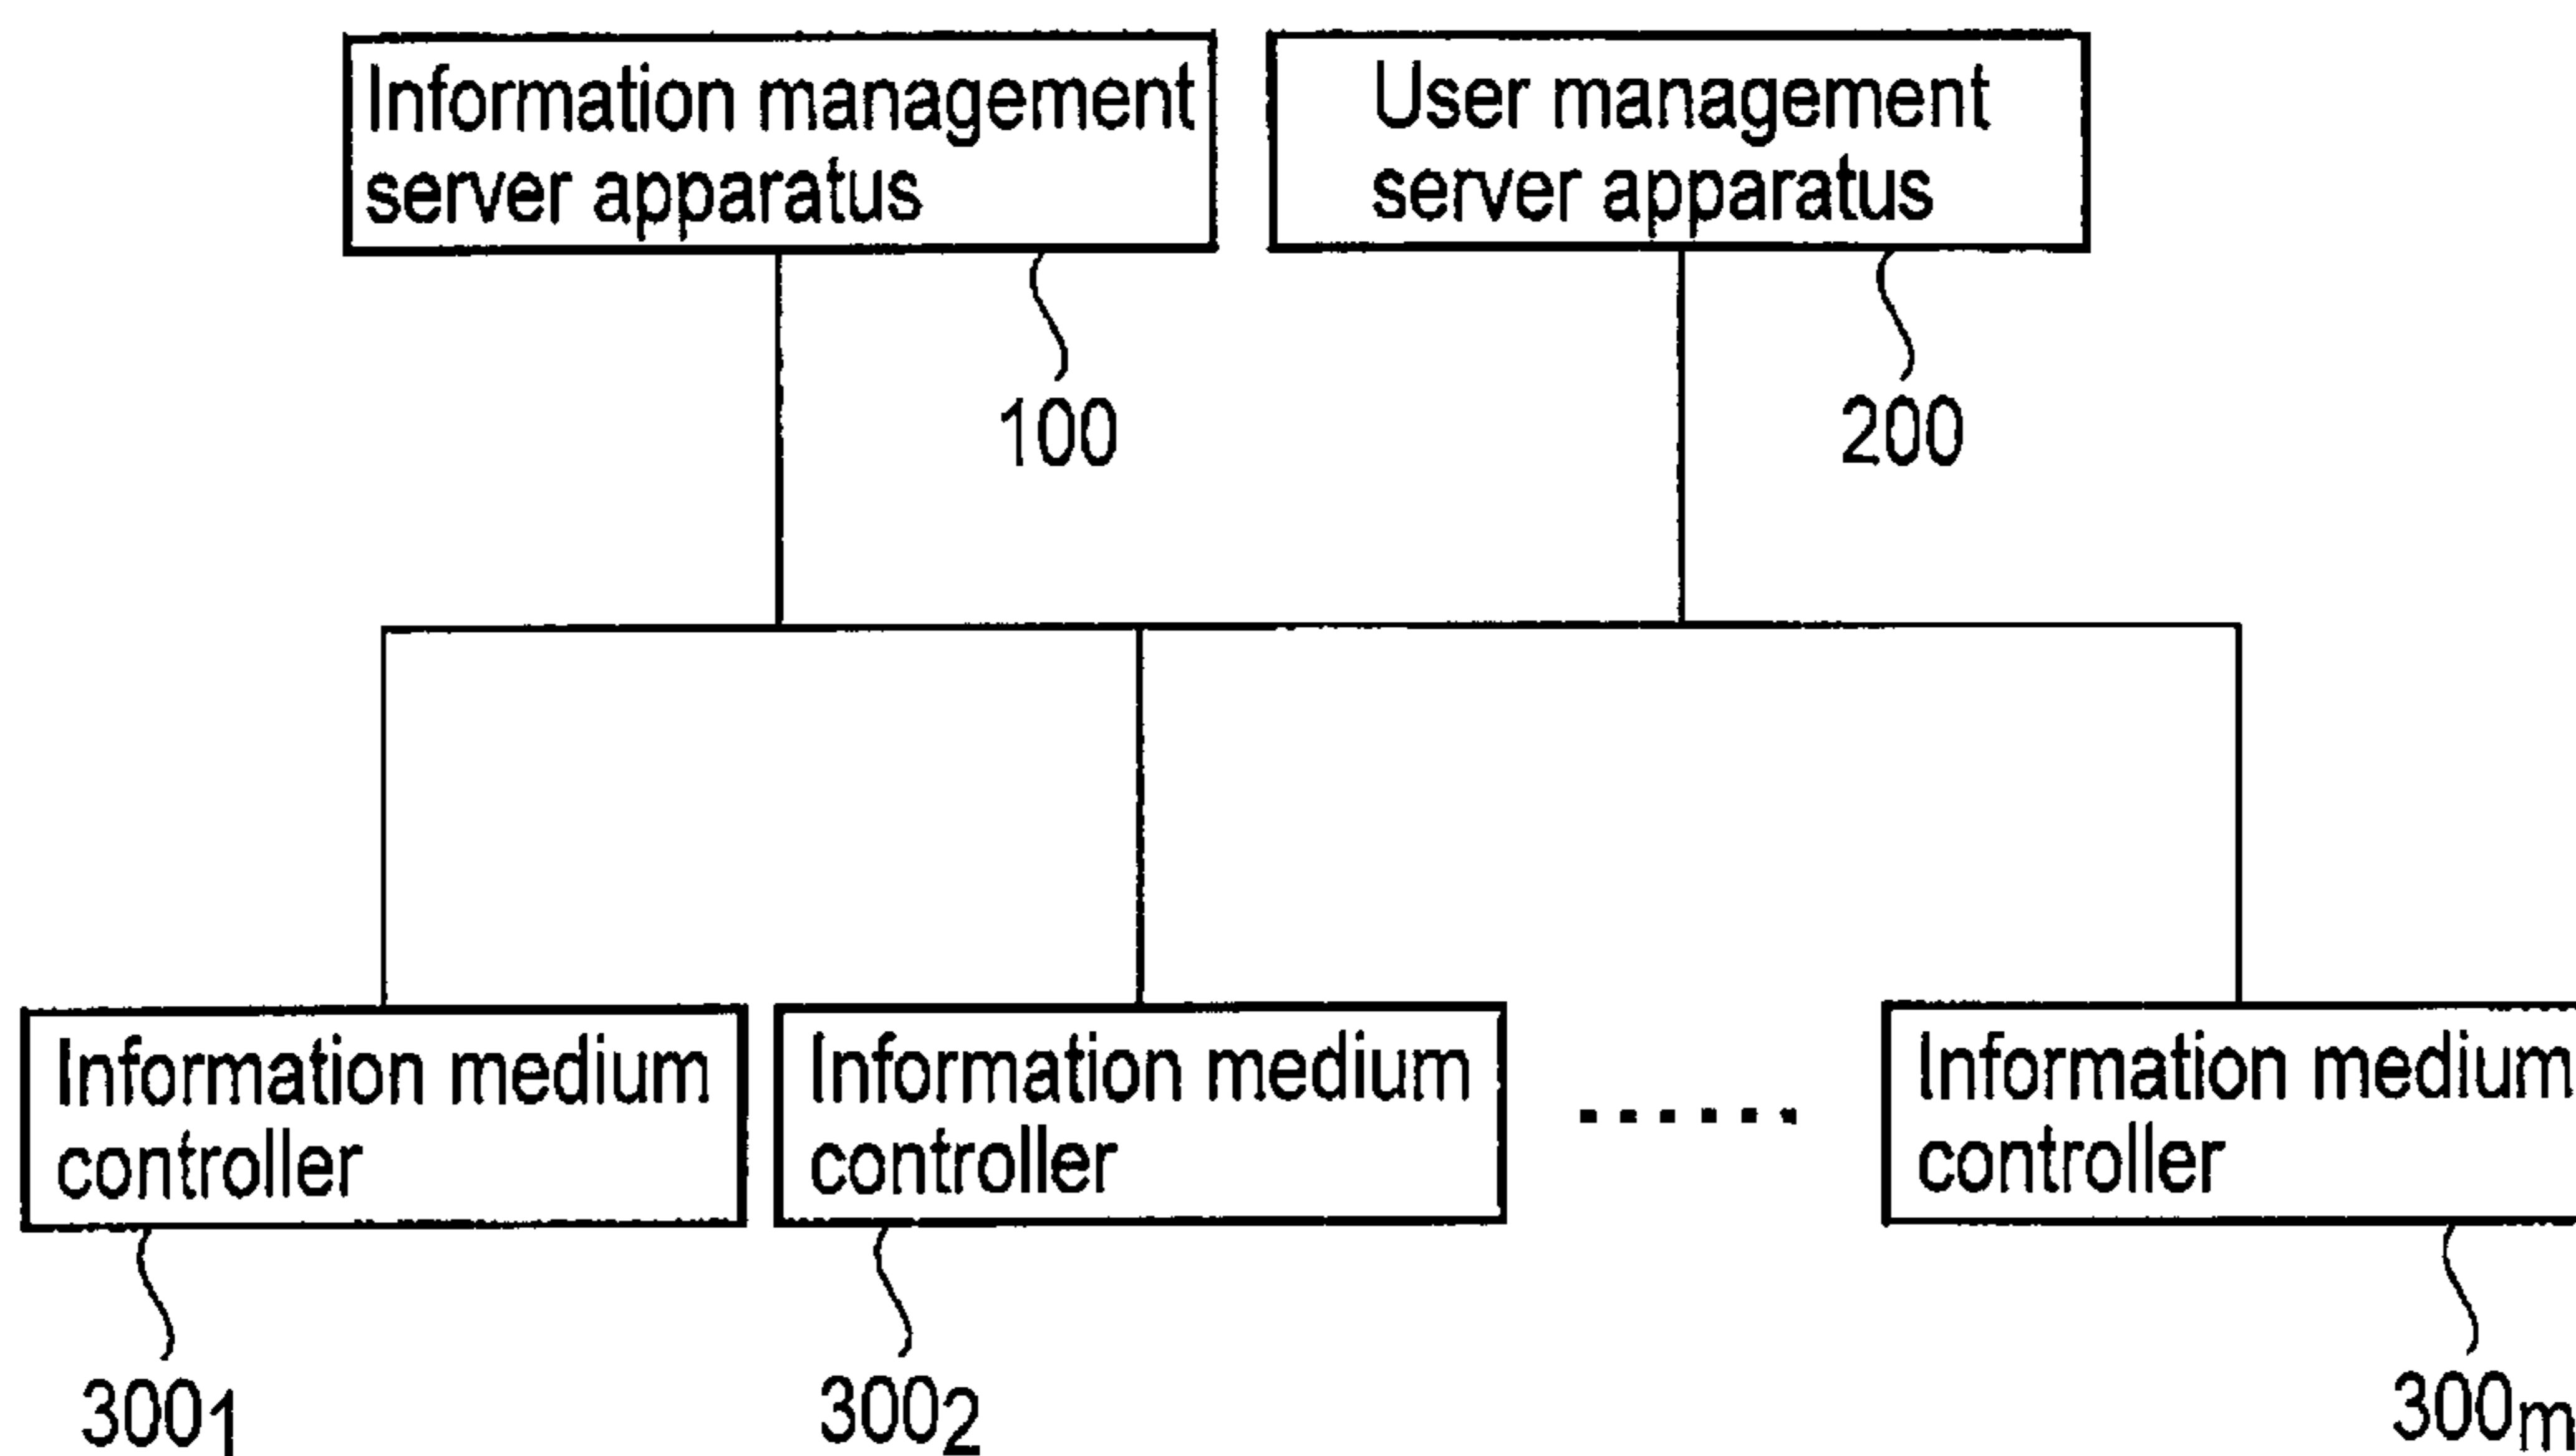 Information management
server apparatus
User management
server apparatus
100
200
Information medium
controller
Information medium
controller
......
Information medium
controller
300₁
300₂
300ₘ